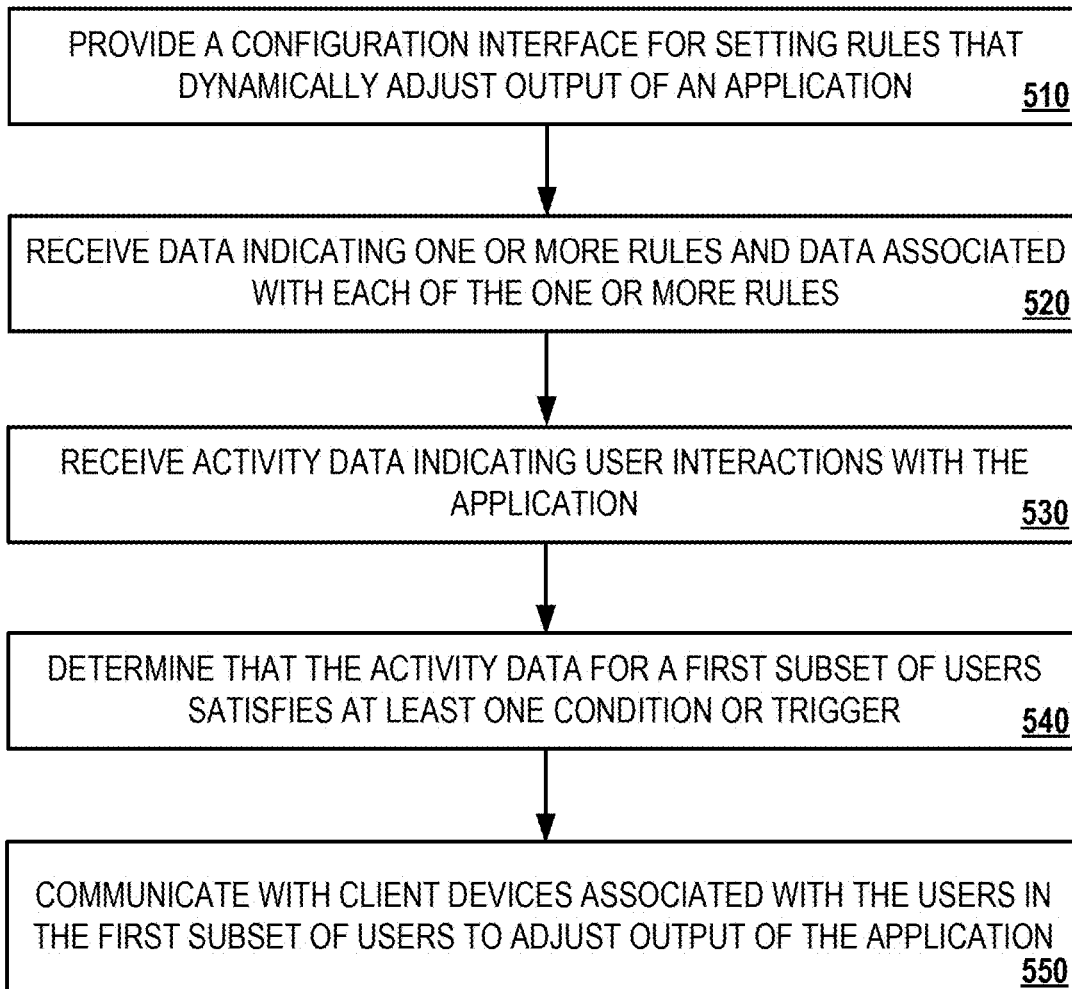 PROVIDE A CONFIGURATION INTERFACE FOR SETTING RULES THAT
DYNAMICALLY ADJUST OUTPUT OF AN APPLICATION
510
RECEIVE DATA INDICATING ONE OR MORE RULES AND DATA ASSOCIATED
WITH EACH OF THE ONE OR MORE RULES
520
RECEIVE ACTIVITY DATA INDICATING USER INTERACTIONS WITH THE
APPLICATION
530
DETERMINE THAT THE ACTIVITY DATA FOR A FIRST SUBSET OF USERS
SATISFIES AT LEAST ONE CONDITION OR TRIGGER
540
COMMUNICATE WITH CLIENT DEVICES ASSOCIATED WITH THE USERS IN
THE FIRST SUBSET OF USERS TO ADJUST OUTPUT OF THE APPLICATION
550